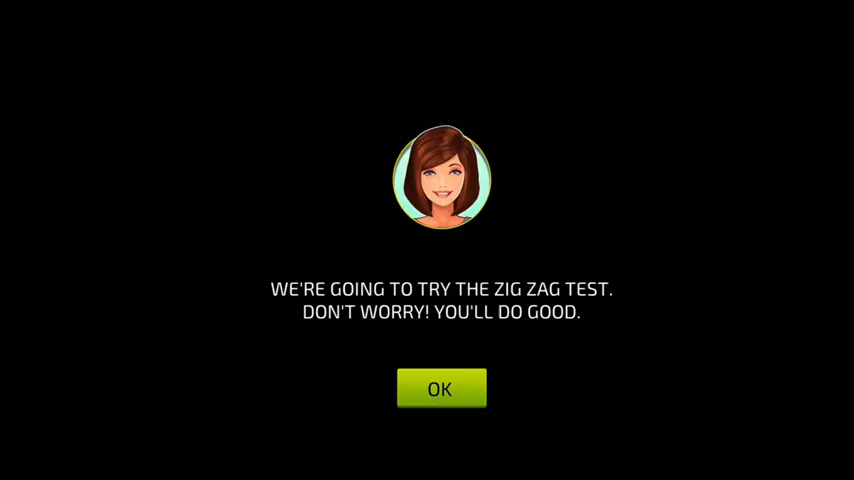 WE'RE GOING TO TRY THE ZIG ZAG TEST.
DON'T WORRY! YOU'LL DO GOOD.
OK